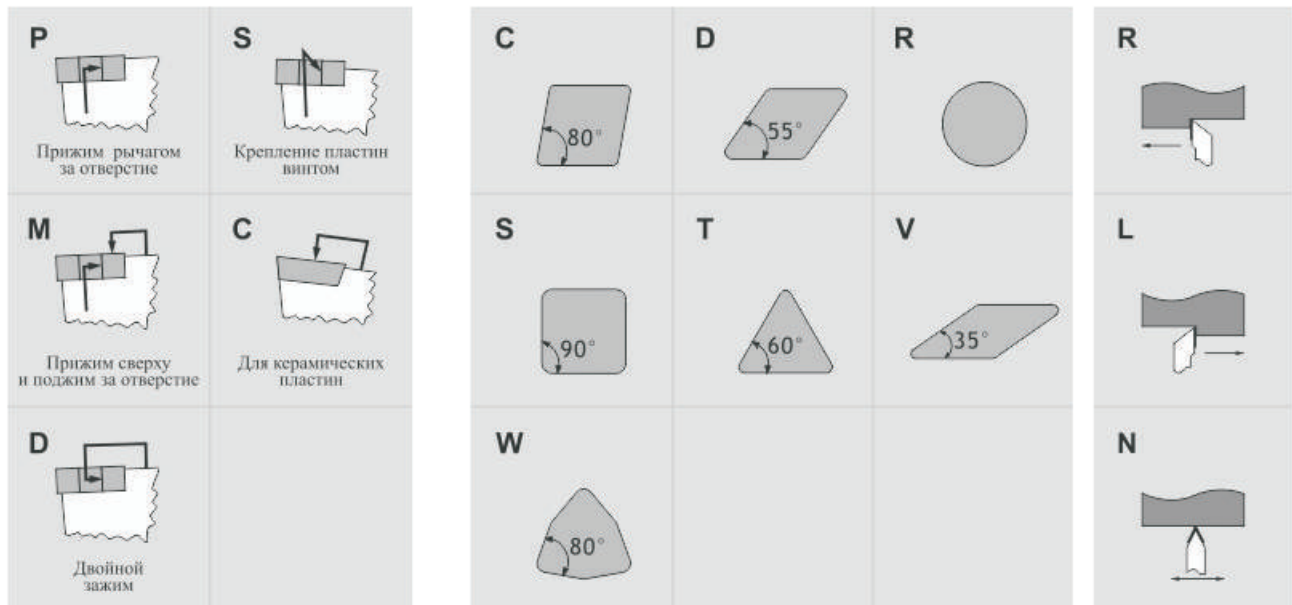 P
S
Прижим рычагом
за отверстие
Крепление пластин
винтом
M
C
Прижим сверху
и поджим за отверстие
Для керамических
пластин
D
Двойной
зажим
C
D
R
80°
55°
S
T
V
90°
60°
35°
W
80°
R
L
N